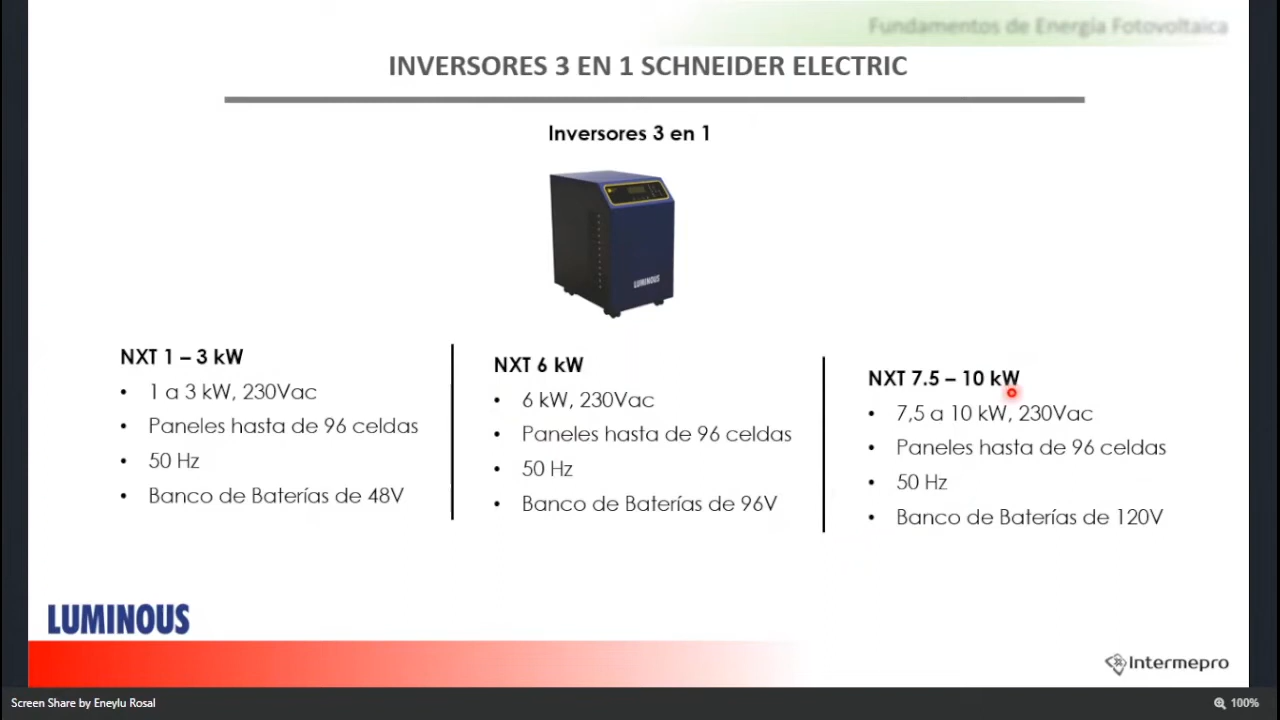 Fundamentos de Energía Fotovoltaica
INVERSORES 3 EN 1 SCHNEIDER ELECTRIC
Inversores 3 en 1
LUMINOUS
NXT 1 – 3 kW
• 1 a 3 kW, 230Vac
• Paneles hasta de 96 celdas
• 50 Hz
• Banco de Baterías de 48V
NXT 6 kW
• 6 kW, 230Vac
• Paneles hasta de 96 celdas
• 50 Hz
• Banco de Baterías de 96V
NXT 7.5 – 10 kW
• 7,5 a 10 kW, 230Vac
• Paneles hasta de 96 celdas
• 50 Hz
• Banco de Baterías de 120V
LUMINOUS
Intermepro
Screen Share by Eneylu Rosal
100%